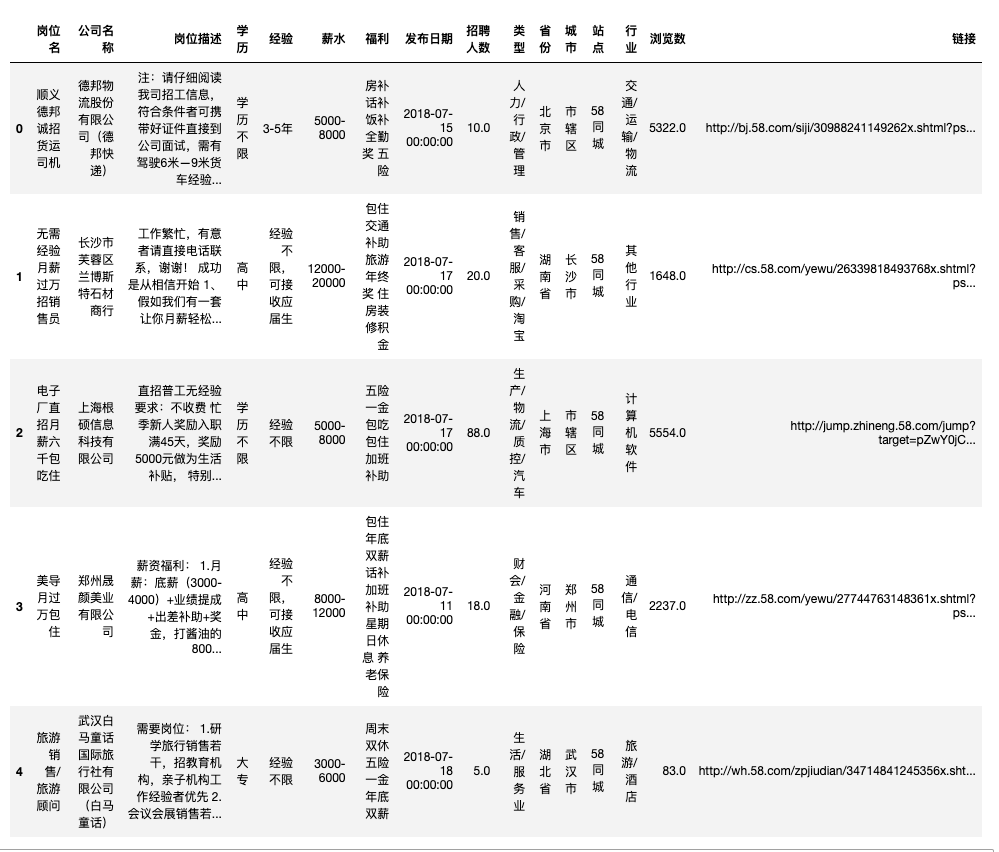 岗位名 公司名称 岗位描述 学历 经验 薪水 福利 发布日期 招聘人数 类型 省份 城市 站点 行业 浏览数 链接
0 顺义德邦诚招货运司机 德邦物流股份有限公司（德邦快递） 注：请仔细阅读我司招工信息，符合条件者可携带好证件直接到公司面试，需有驾驶6米—9米货车经验... 学历不限 3-5年 5000-8000 房补话补饭补全勤奖 五险 2018-07-15 00:00:00 10.0 人力/行政/管理 北京市 市辖区 58同城 交通/运输/物流 5322.0 http://bj.58.com/siji/30988241149262x.shtml?ps...
1 无需经验月薪过万招销售员 长沙市芙蓉区兰博斯特石材商行 工作繁忙，有意者请直接电话联系，谢谢！ 成功是从相信开始 1、假如我们有一套让你月薪轻松... 高中 经验不限，可接收应届生 12000-20000 包住交通补助旅游年终奖 住房装修积金 2018-07-17 00:00:00 20.0 销售/客服/采购/淘宝 湖南省 长沙市 58同城 其他行业 1648.0 http://cs.58.com/yewu/26339818493768x.shtml?ps...
2 电子厂直招月薪六千包吃住 上海根硕信息科技有限公司 直招普工无经验要求：不收费 忙季新人奖励入职满45天，奖励5000元做为生活补贴， 特别... 学历不限 经验不限 5000-8000 五险一金包吃包住加班补助 2018-07-17 00:00:00 88.0 生产/物流/质控/汽车 上海市 市辖区 58同城 计算机软件 5554.0 http://jump.zhineng.58.com/jump?target=pZwY0jC...
3 美导月过万包住 郑州晟颜美业有限公司 薪资福利： 1.月薪：底薪（3000-4000）+业绩提成+出差补助+奖金，打酱油的800... 高中 经验不限，可接收应届生 8000-12000 包住年底双薪话补加班补助星期日休息 养老保险 2018-07-11 00:00:00 18.0 财会/金融/保险 河南省 郑州市 58同城 通信/电信 2237.0 http://zz.58.com/yewu/27744763148361x.shtml?ps...
4 旅游销售/旅游顾问 武汉白马童话国际旅行社有限公司（白马童话） 需要岗位： 1.研学旅行销售若干，招教育机构，亲子机构工作经验者优先 2.会议会展销售若... 大专 经验不限 3000-6000 周末双休五险一金年底双薪 2018-07-18 00:00:00 5.0 生活/服务业 湖北省 武汉市 58同城 旅游/酒店 83.0 http://wh.58.com/zpjiudian/34714841245356x.sht...